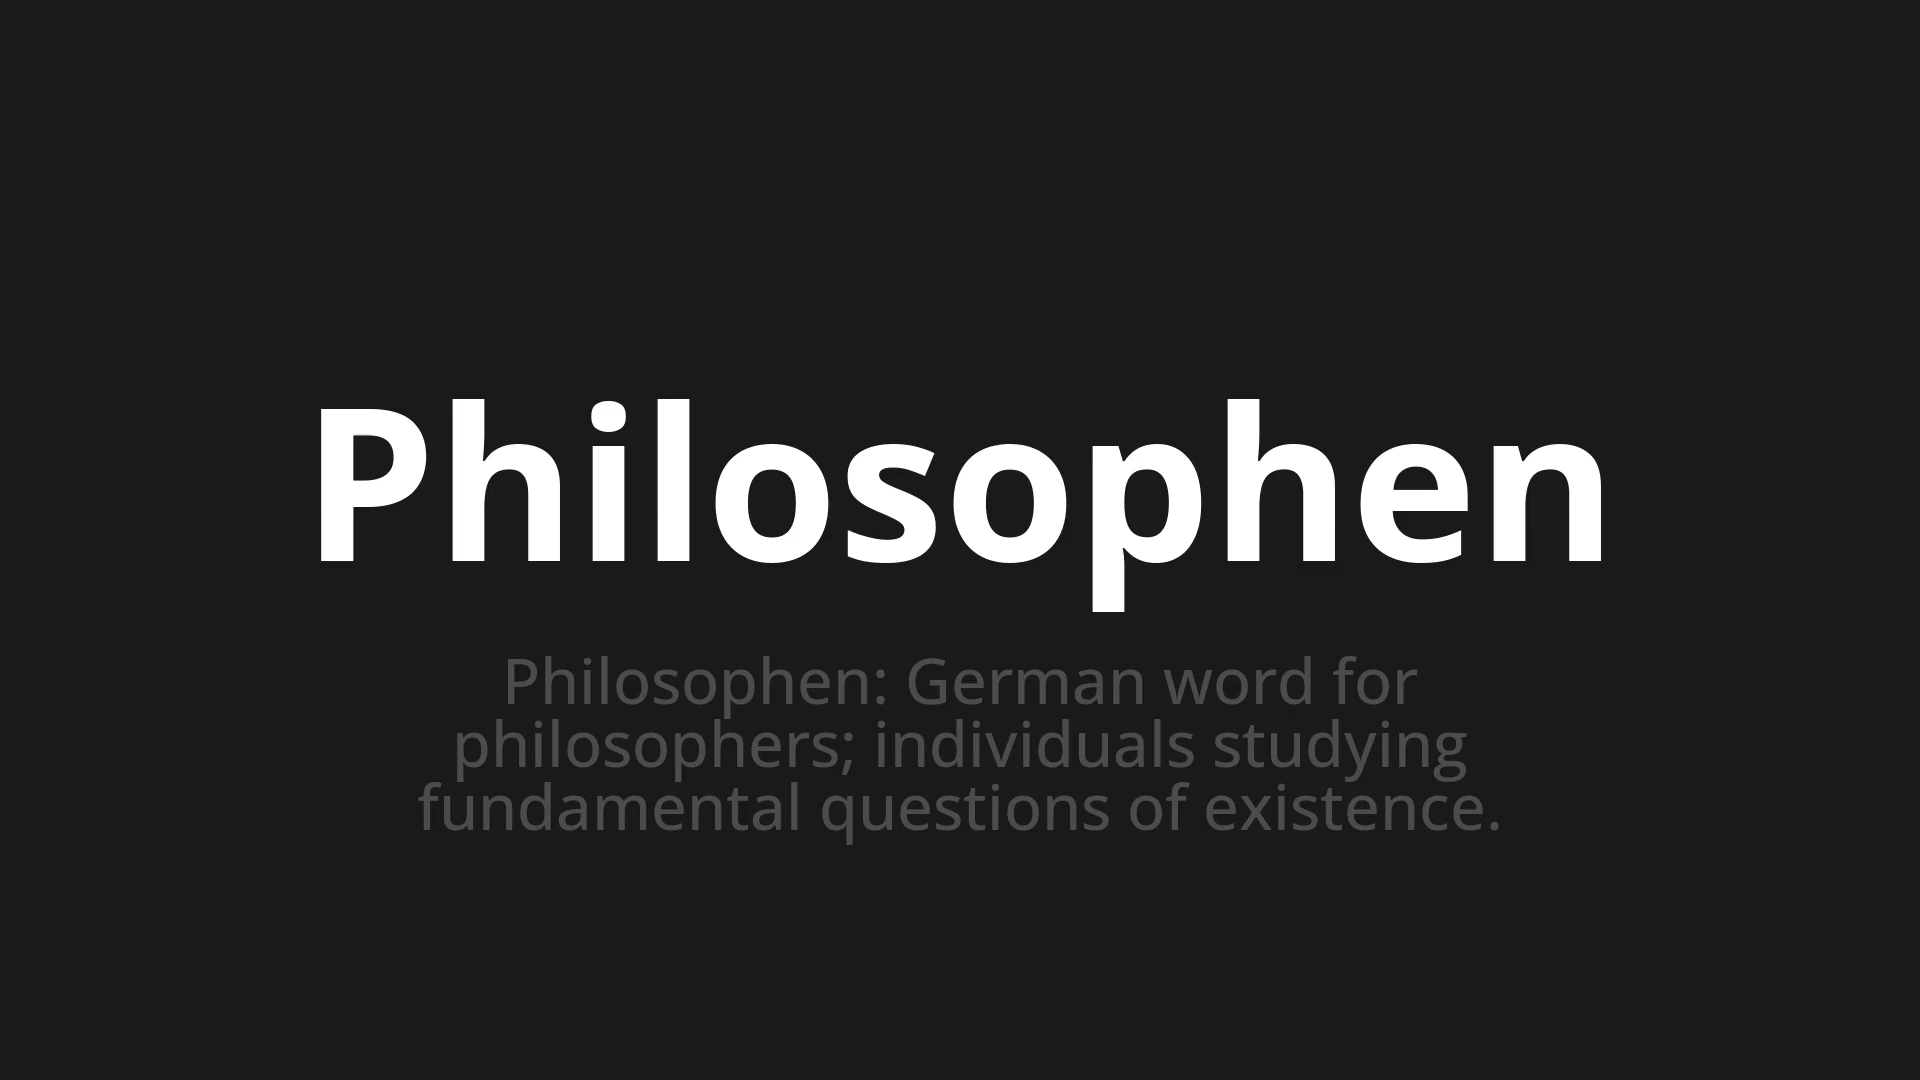 Philosophen
Philosophen: German word for
philosophers; individuals studying
fundamental questions of existence.